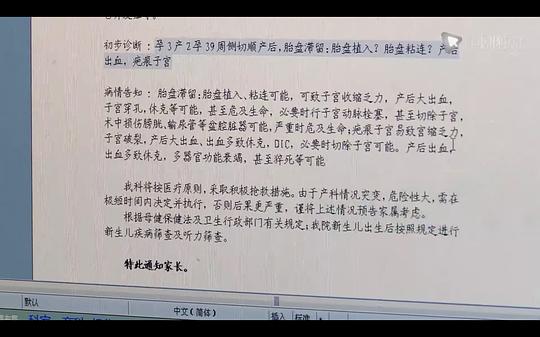 初步诊断：孕3产2孕39周侧切顺产后，胎盘滞留：胎盘植入？胎盘粘连？产后
出血，疤痕子宫
病情告知：胎盘滞留：胎盘植入、粘连可能，可致子宫收缩乏力，产后大出血，
子宫穿孔，休克等可能，甚至危及生命，必要时行子宫动脉栓塞，甚至切除子宫，
术中损伤膀胱、输尿管等盆腔脏器可能，严重时危及生命；疤痕子宫易致宫缩乏力，
子宫破裂，产后大出血，出血多致休克，DIC，必要时切除子宫可能。产后出血，
出血多致休克，多器官功能衰竭，甚至猝死等可能
我科将按医疗原则，采取积极抢救措施。由于产科情况突变，危险性大，需在
极短时间内决定并执行，否则后果更严重，谨将上述情况预告家属考虑。
根据母健保健法及卫生行政部门有关规定；我院新生儿出生后按照规定进行
新生儿疾病筛查及听力筛查。
特此通知家长。
默认
中文（简体）
插入
标准